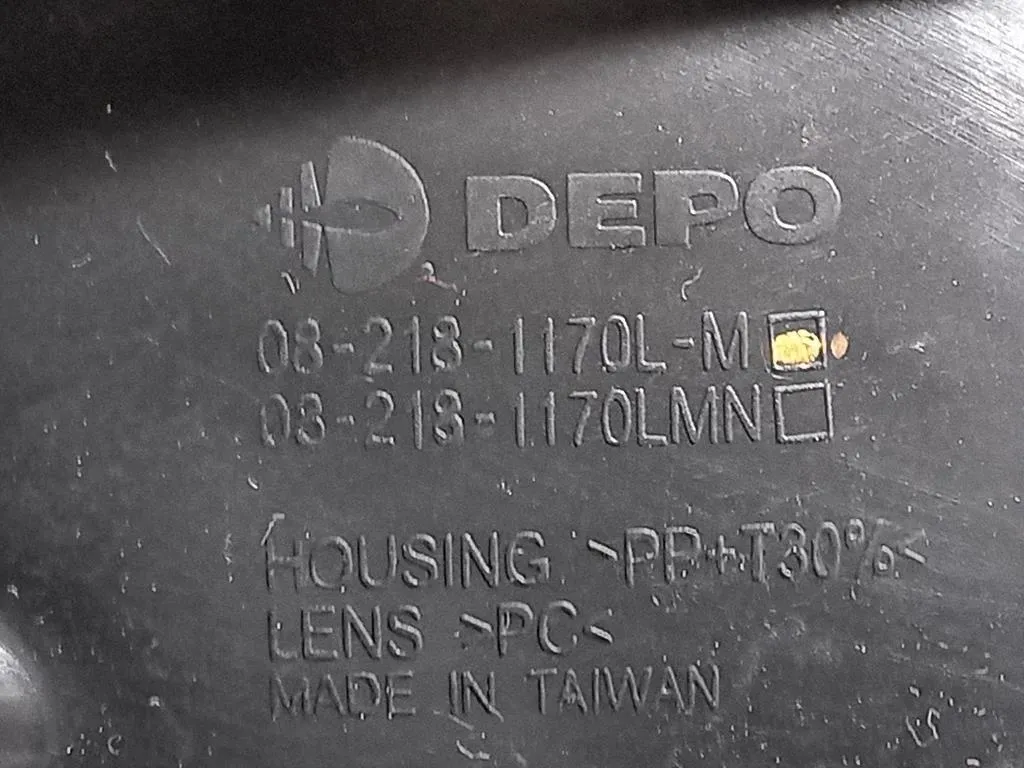 DEPO
08-218-1170L-M
08-218-1170LMN
HOUSING >PP+T30%<
LENS >PC<
MADE IN TAIWAN